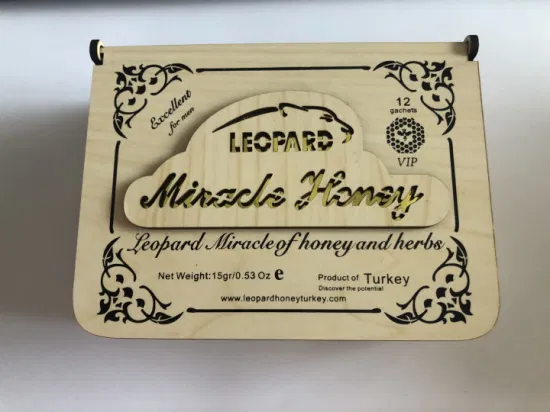 Excellent
for men
LEOPARD
12
gachets
VIP
Miracle Honey
Leopard Miracle of honey and herbs
Net Weight:15gr/0.53 Oz e
Product of Turkey
Discover the potential
www.leopardhoneyturkey.com